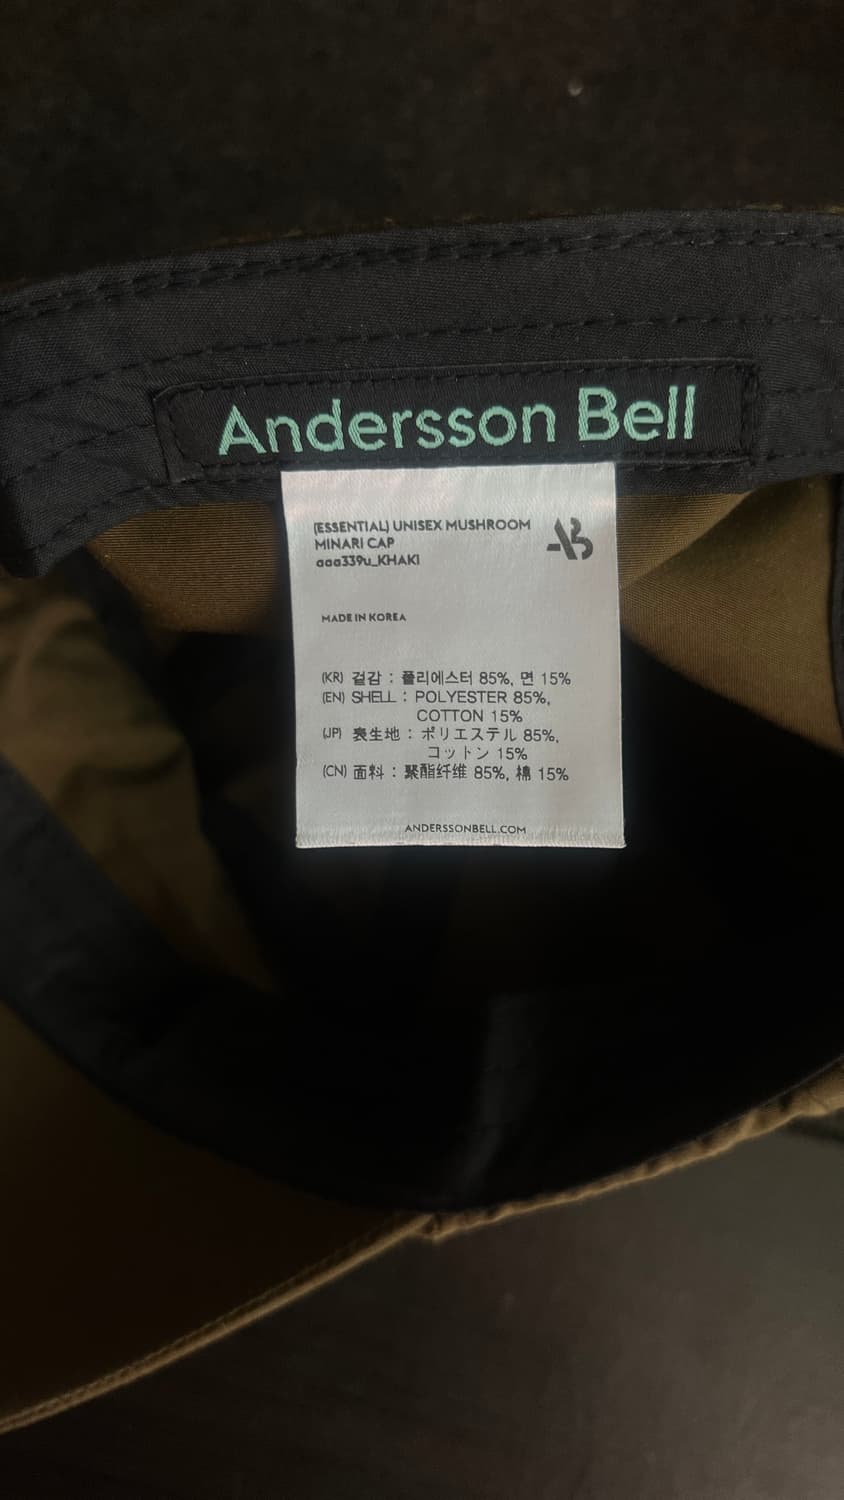 Andersson Bell
(ESSENTIAL) UNISEX MUSHROOM
MINARI CAP
aaa339u_KHAKI
AB
MADE IN KOREA
(KR) 겉감 : 폴리에스터 85%, 면 15%
(EN) SHELL : POLYESTER 85%,
COTTON 15%
(JP) 表生地 : ポリエステル 85%,
コットン 15%
(CN) 面料 : 聚酯纤维 85%, 棉 15%
ANDERSSONBELL.COM